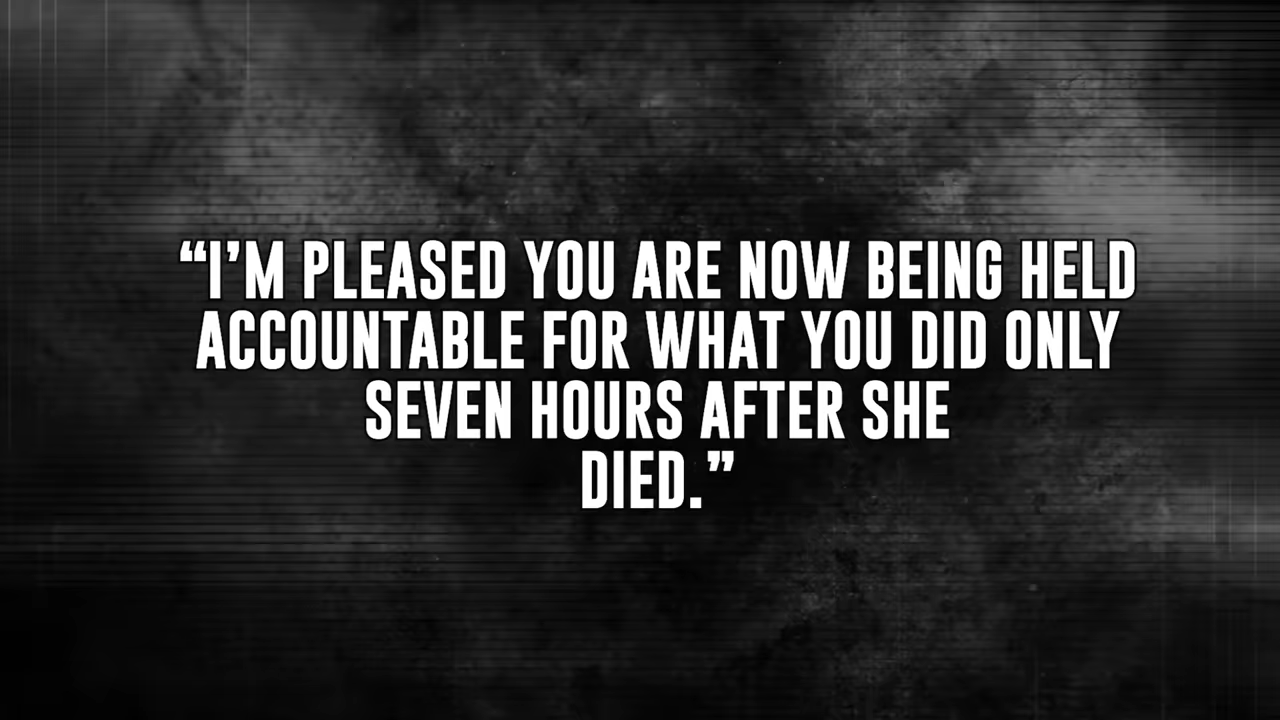 “I’M PLEASED YOU ARE NOW BEING HELD
ACCOUNTABLE FOR WHAT YOU DID ONLY
SEVEN HOURS AFTER SHE
DIED.”